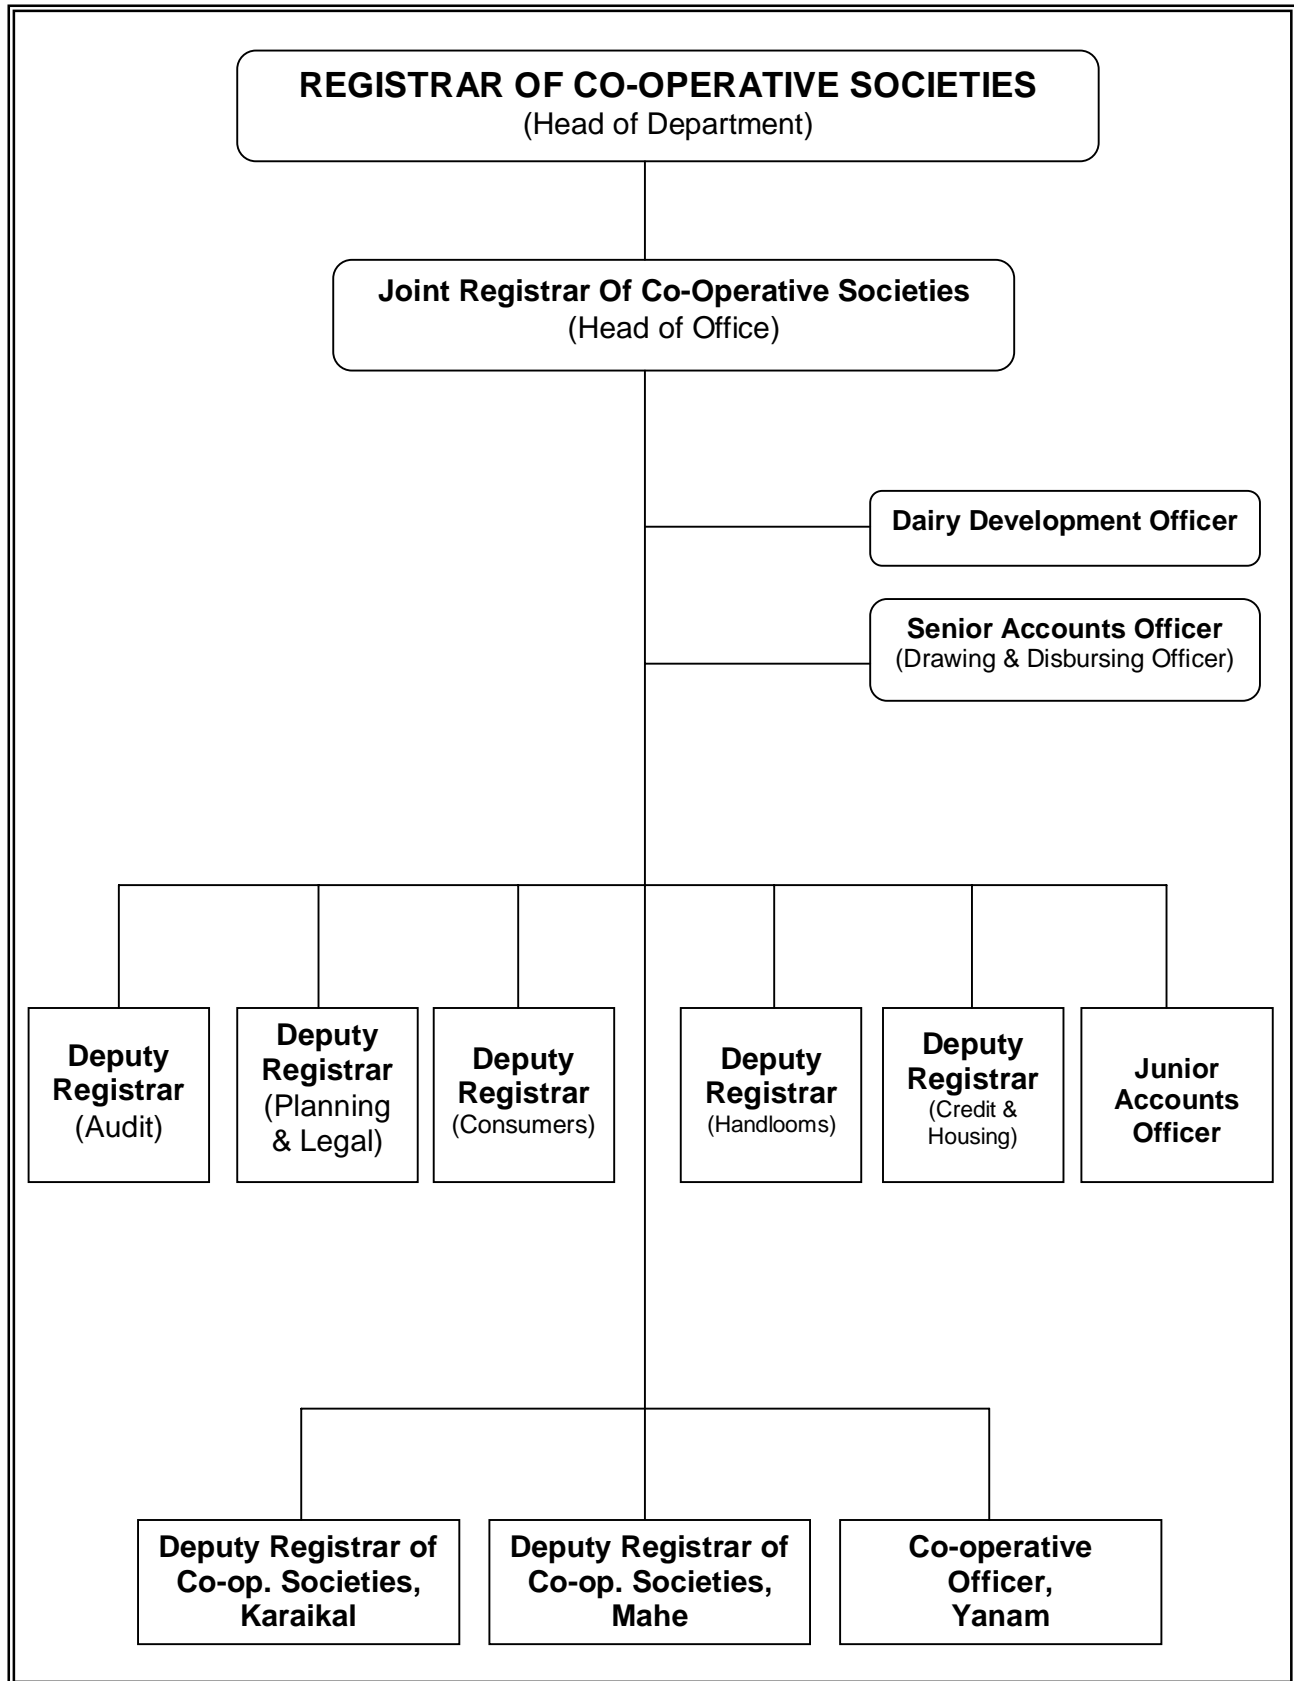 REGISTRAR OF CO-OPERATIVE SOCIETIES
(Head of Department)
Joint Registrar Of Co-Operative Societies
(Head of Office)
Dairy Development Officer
Senior Accounts Officer
(Drawing & Disbursing Officer)
Deputy
Registrar
(Audit)
Deputy
Registrar
(Planning
& Legal)
Deputy
Registrar
(Consumers)
Deputy
Registrar
(Handlooms)
Deputy
Registrar
(Credit &
Housing)
Junior
Accounts
Officer
Deputy Registrar of
Co-op. Societies,
Karaikal
Deputy Registrar of
Co-op. Societies,
Mahe
Co-operative
Officer,
Yanam